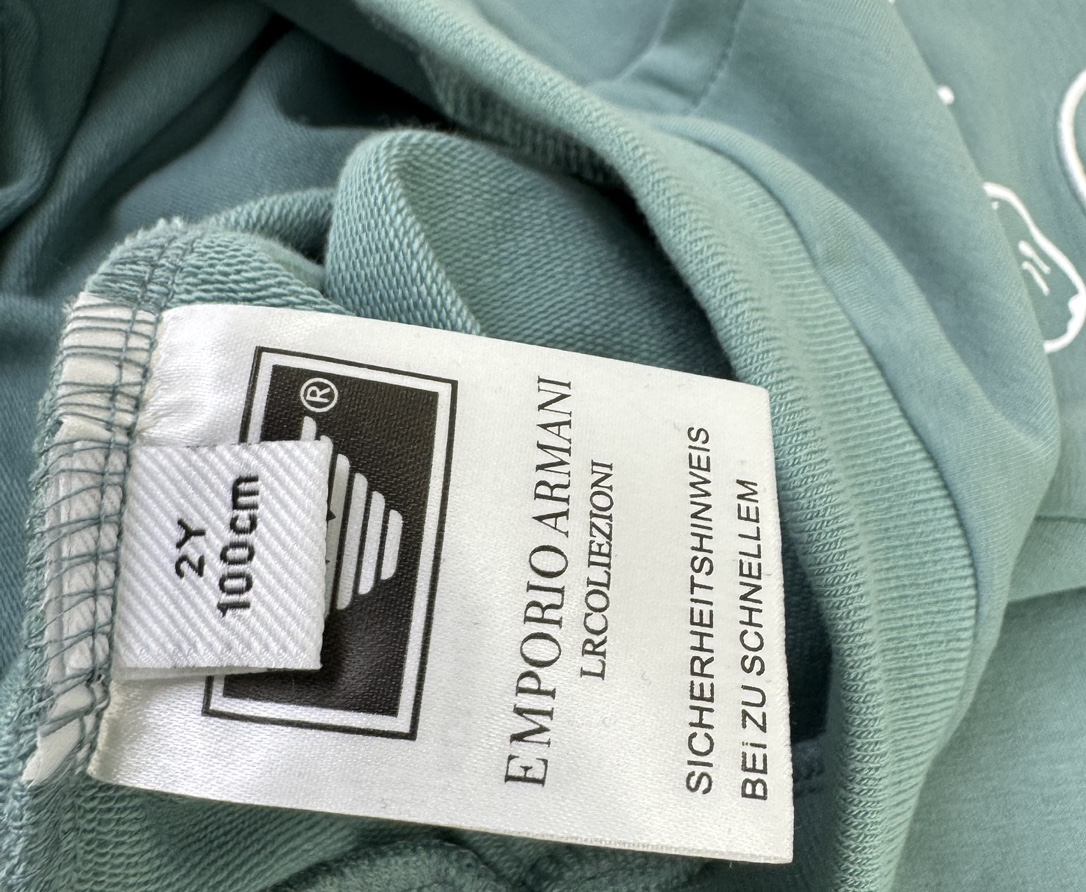 ®
2Y
100cm
EMPORIO ARMANI
LRCOLIEZIONI
SICHERHEITSHINWEIS
BEi ZU SCHNELLEM